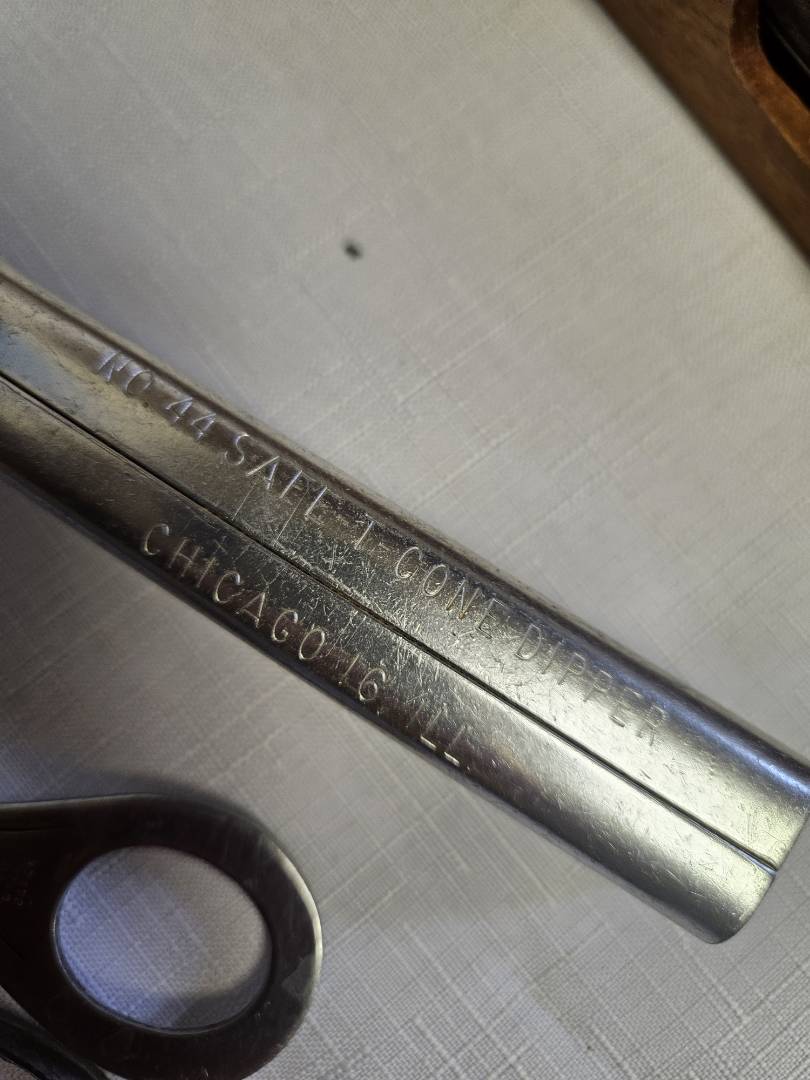 NO 44 SAFE-T-CONE-DIPPER
CHICAGO 16, ILL.